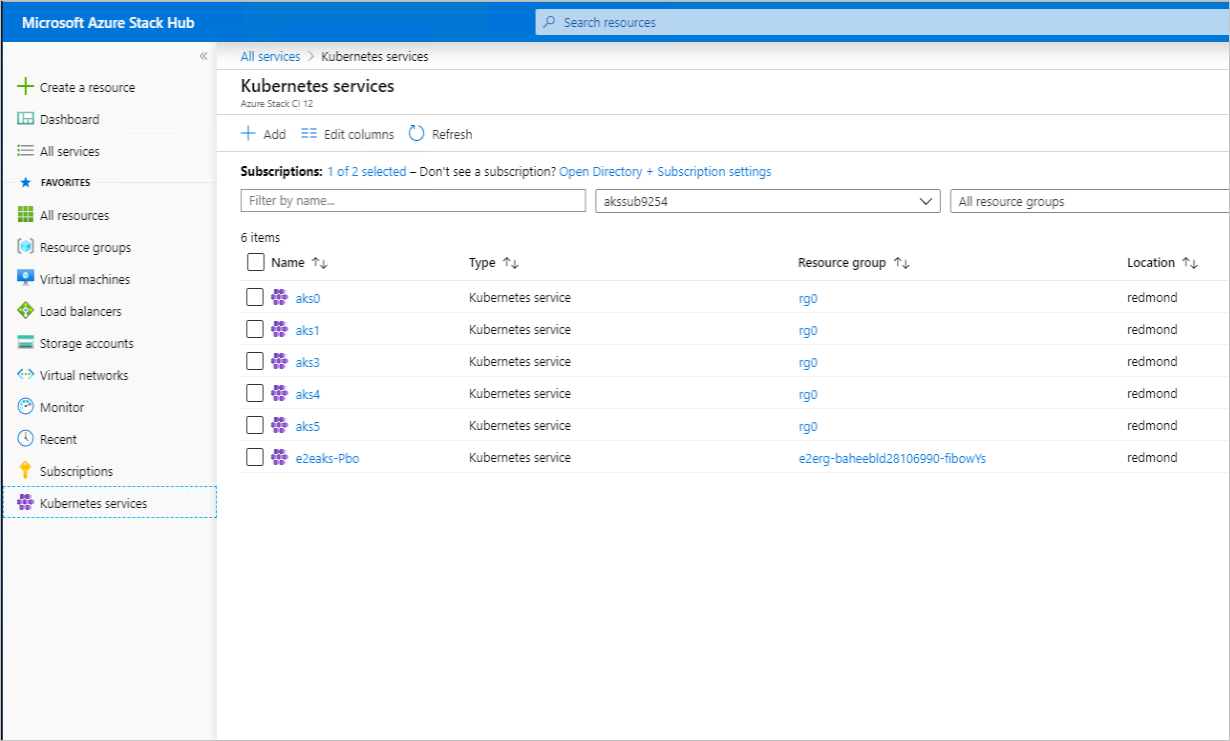 Microsoft Azure Stack Hub
Search resources
«
Create a resource
Dashboard
All services
FAVORITES
All resources
Resource groups
Virtual machines
Load balancers
Storage accounts
Virtual networks
Monitor
Recent
Subscriptions
Kubernetes services
All services > Kubernetes services
Kubernetes services
Azure Stack CI 12
Add Edit columns Refresh
Subscriptions: 1 of 2 selected – Don't see a subscription? Open Directory + Subscription settings
Filter by name... akssub9254 All resource groups
6 items
Name ↑↓ Type ↑↓ Resource group ↑↓ Location ↑↓
aks0 Kubernetes service rg0 redmond
aks1 Kubernetes service rg0 redmond
aks3 Kubernetes service rg0 redmond
aks4 Kubernetes service rg0 redmond
aks5 Kubernetes service rg0 redmond
e2eaks-Pbo Kubernetes service e2erg-baheebld28106990-fibowYs redmond